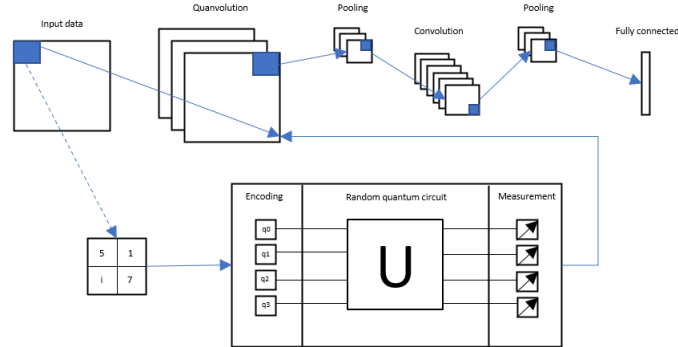 Input data
Quanvolution
Pooling
Convolution
Pooling
Fully connected
Encoding
Random quantum circuit
Measurement
q0
q1
q2
q3
U
5 1
i 7